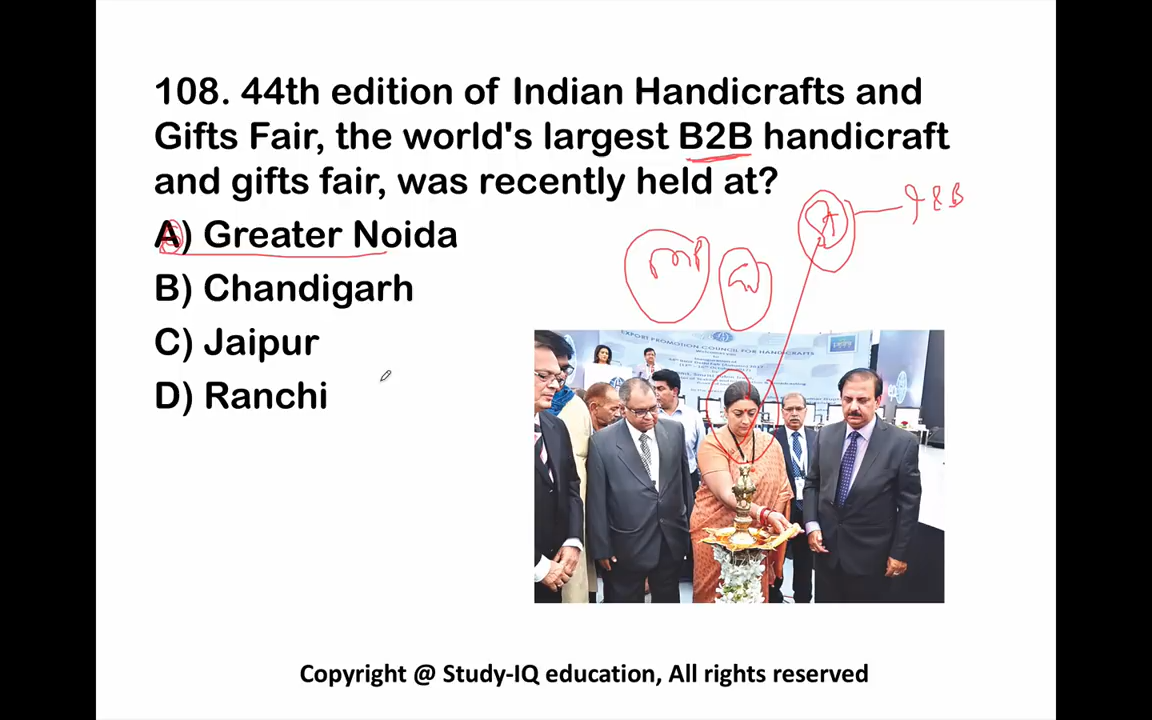 108. 44th edition of Indian Handicrafts and
Gifts Fair, the world's largest B2B handicraft
and gifts fair, was recently held at?
A) Greater Noida
B) Chandigarh
C) Jaipur
D) Ranchi
I & B
EXPORT PROMOTION COUNCIL FOR HANDICRAFTS
Copyright @ Study-IQ education, All rights reserved